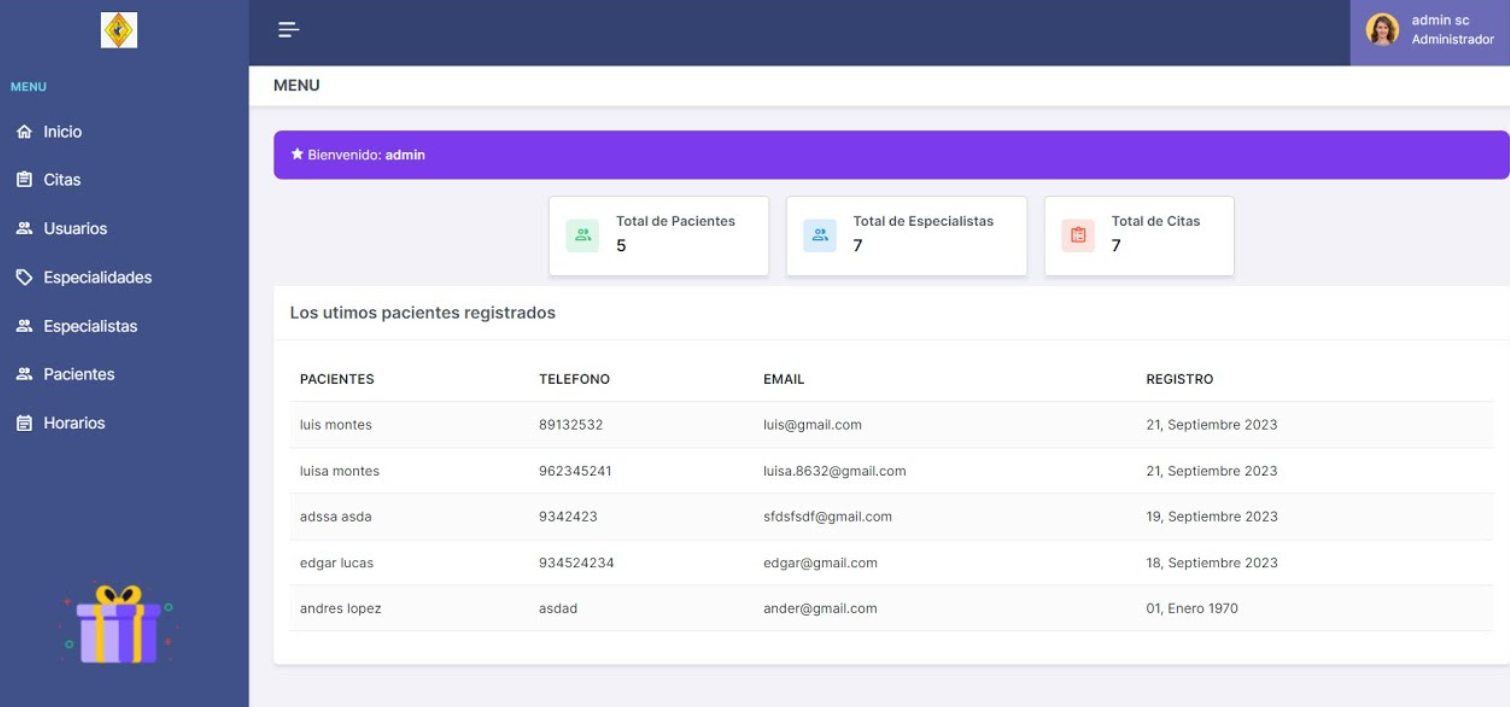 admin sc
Administrador
MENU
Inicio
Citas
Usuarios
Especialidades
Especialistas
Pacientes
Horarios
MENU
Bienvenido: admin
Total de Pacientes
5
Total de Especialistas
7
Total de Citas
7
Los utimos pacientes registrados
PACIENTES TELEFONO EMAIL REGISTRO
luis montes 89132532 luis@gmail.com 21, Septiembre 2023
luisa montes 962345241 luisa.8632@gmail.com 21, Septiembre 2023
adssa asda 9342423 sfdsfsdf@gmail.com 19, Septiembre 2023
edgar lucas 934524234 edgar@gmail.com 18, Septiembre 2023
andres lopez asdad ander@gmail.com 01, Enero 1970